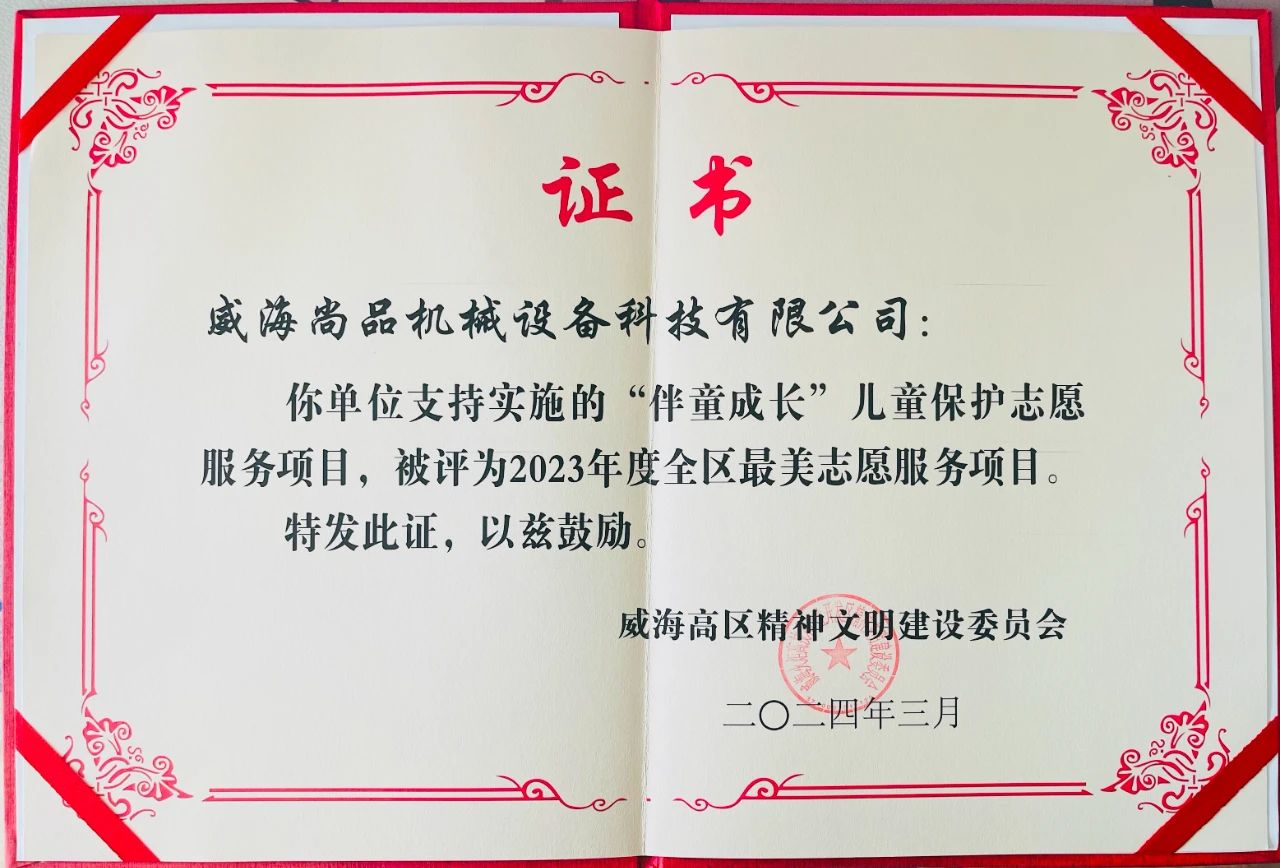 证 书
威海尚品机械设备科技有限公司：
你单位支持实施的“伴童成长”儿童保护志愿
服务项目，被评为2023年度全区最美志愿服务项目。
特发此证，以兹鼓励。
威海高区精神文明建设委员会
二〇二四年三月